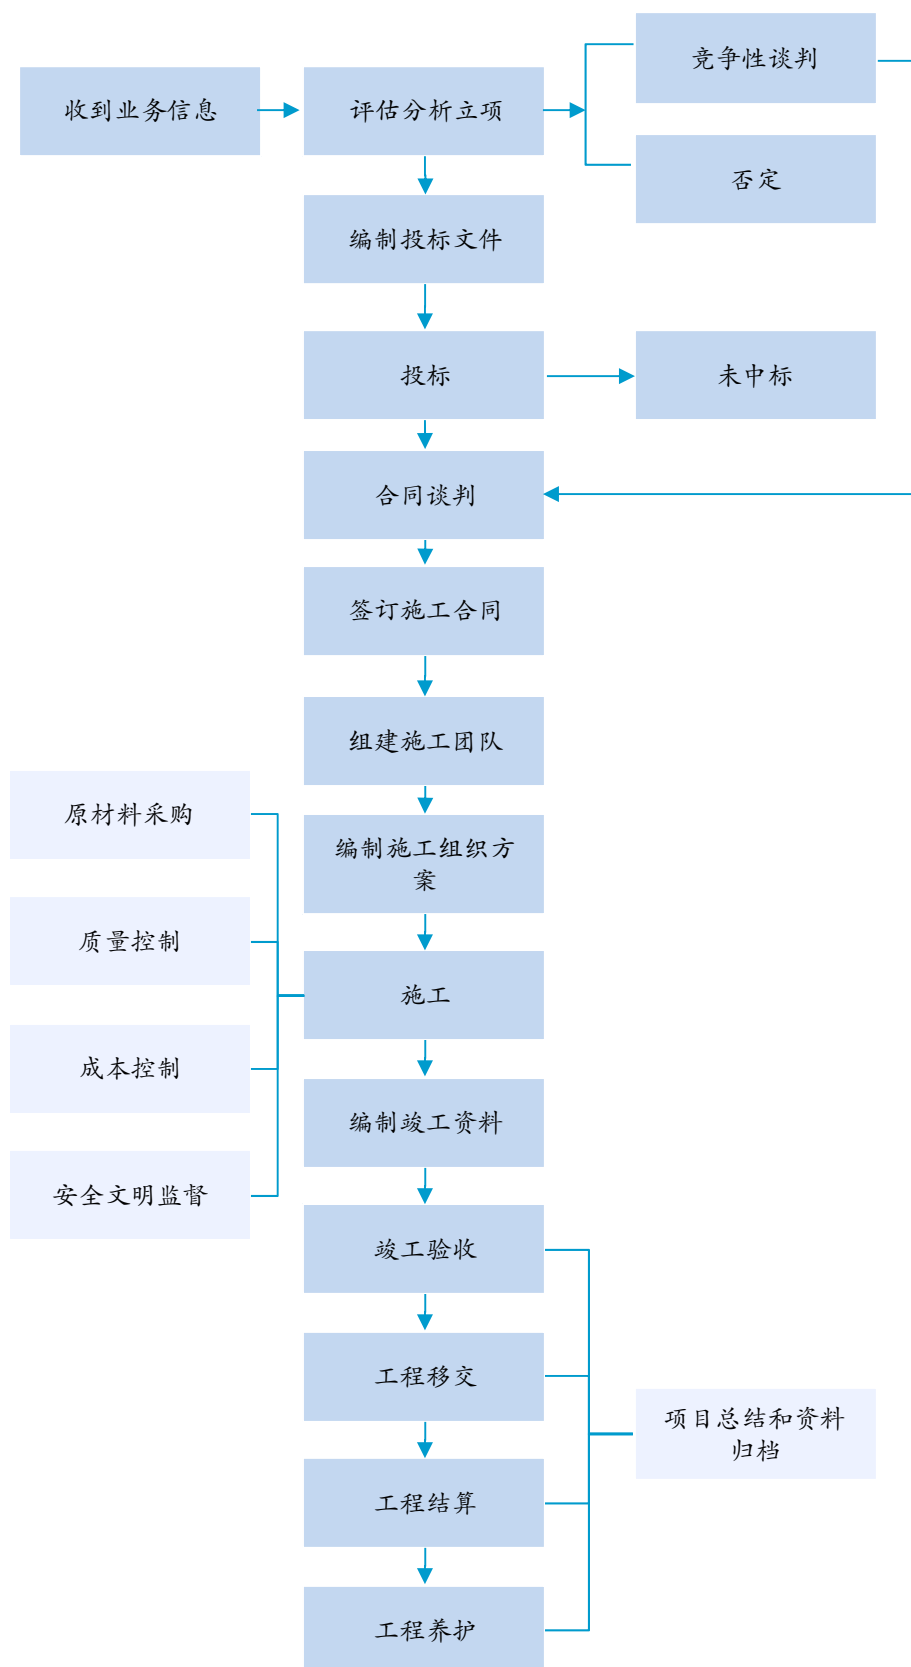 竞争性谈判
收到业务信息
评估分析立项
否定
编制投标文件
投标
未中标
合同谈判
签订施工合同
组建施工团队
原材料采购
编制施工组织方
案
质量控制
施工
成本控制
编制竣工资料
安全文明监督
竣工验收
工程移交
项目总结和资料
归档
工程结算
工程养护